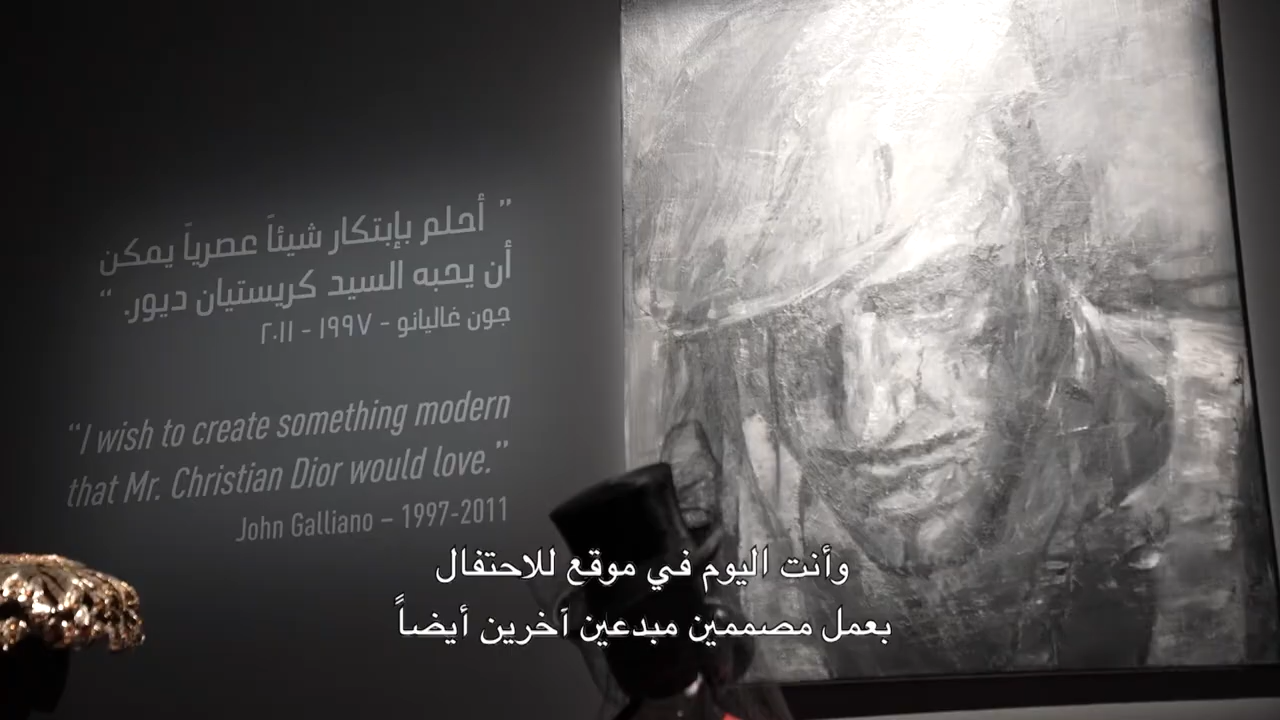 ” أحلم بإبتكار شيئاً عصرياً يمكن
أن يحبه السيد كريستيان ديور. “
جون غاليانو - ١٩٩٧ - ٢٠١١
“I wish to create something modern
that Mr. Christian Dior would love.”
John Galliano – 1997-2011
وأنت اليوم في موقع للاحتفال
بعمل مصممين مبدعين آخرين أيضاً